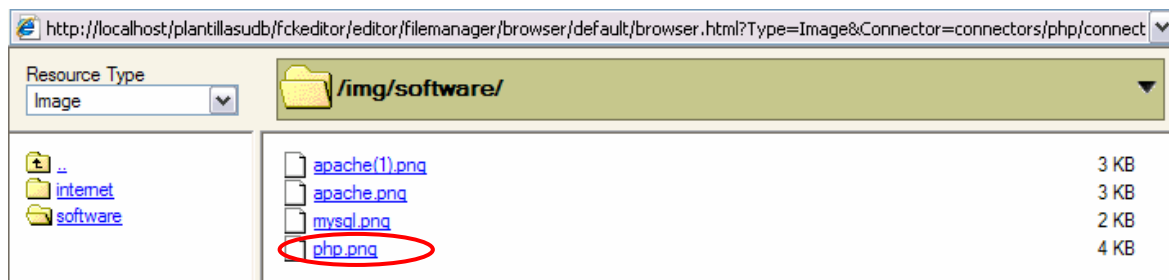 http://localhost/plantillasudb/fckeditor/editor/filemanager/browser/default/browser.html?Type=Image&Connector=connectors/php/connect
Resource Type
Image
/img/software/
..
internet
software
apache(1).png 3 KB
apache.png 3 KB
mysql.png 2 KB
php.png 4 KB